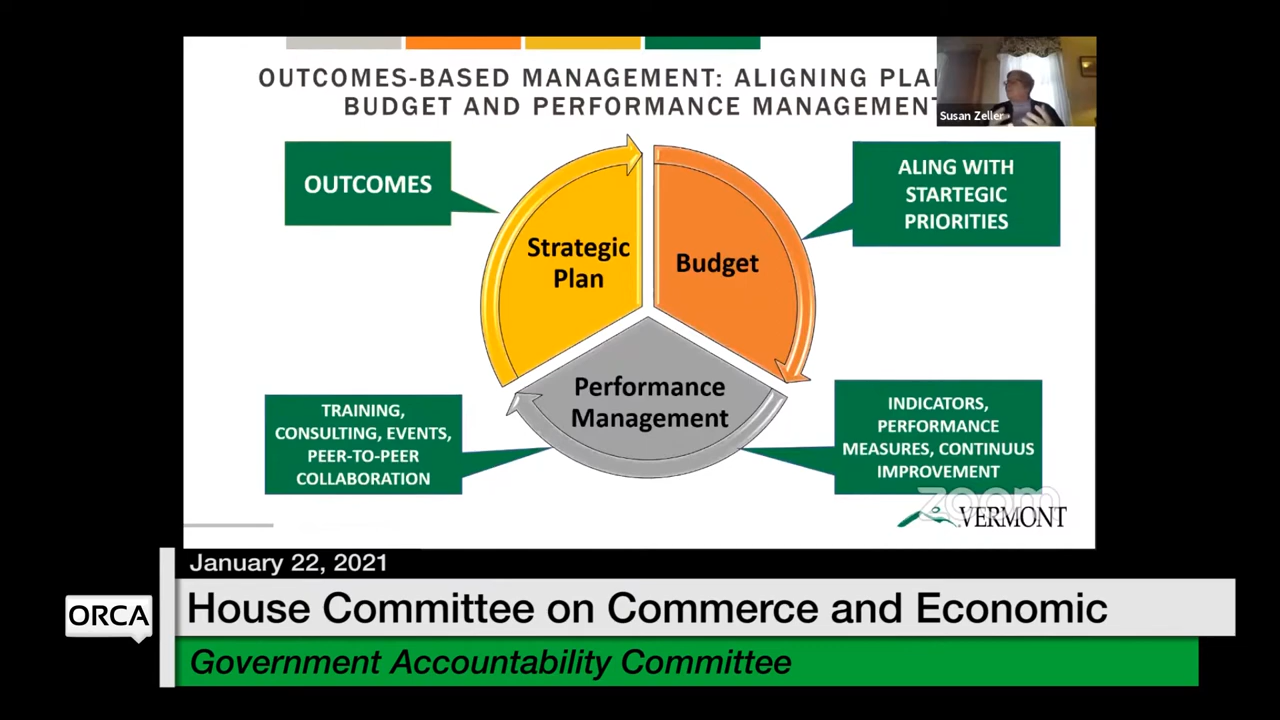 OUTCOMES-BASED MANAGEMENT: ALIGNING PLA
BUDGET AND PERFORMANCE MANAGEMENT
Susan Zeller
OUTCOMES
ALING WITH
STARTEGIC
PRIORITIES
Strategic
Plan
Budget
Performance
Management
TRAINING,
CONSULTING, EVENTS,
PEER-TO-PEER
COLLABORATION
INDICATORS,
PERFORMANCE
MEASURES, CONTINUUS
IMPROVEMENT
zoom
VERMONT
January 22, 2021
ORCA
House Committee on Commerce and Economic
Government Accountability Committee